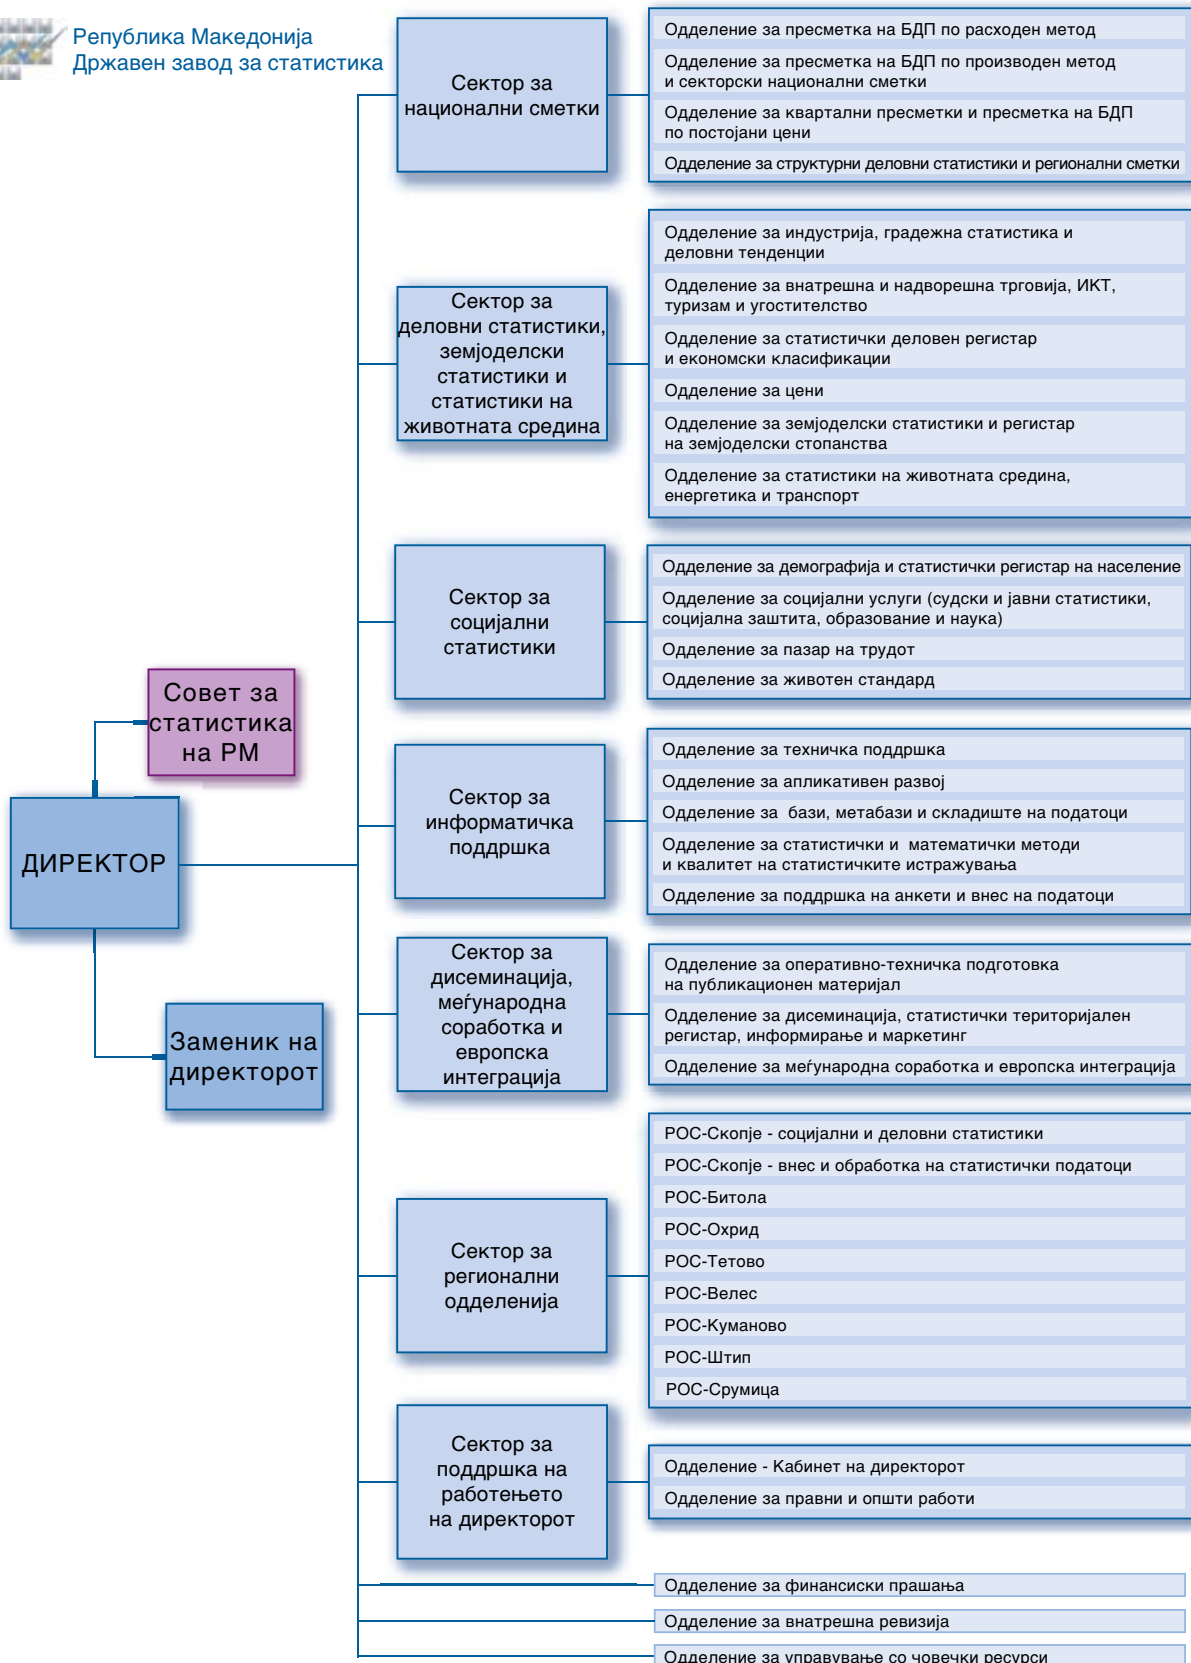 Република Македонија
Државен завод за статистика
Сектор за
национални сметки
Одделение за пресметка на БДП по расходен метод
Одделение за пресметка на БДП по производен метод
и секторски национални сметки
Одделение за квартални пресметки и пресметка на БДП
по постојани цени
Одделение за структурни деловни статистики и регионални сметки
Сектор за
деловни статистики,
земјоделски
статистики и
статистики на
животната средина
Одделение за индустрија, градежна статистика и
деловни тенденции
Одделение за внатрешна и надворешна трговија, ИКТ,
туризам и угостителство
Одделение за статистички деловен регистар
и економски класификации
Одделение за цени
Одделение за земјоделски статистики и регистар
на земјоделски стопанства
Одделение за статистики на животната средина,
енергетика и транспорт
Сектор за
социјални
статистики
Одделение за демографија и статистички регистар на население
Одделение за социјални услуги (судски и јавни статистики,
социјална заштита, образование и наука)
Одделение за пазар на трудот
Одделение за животен стандард
Совет за
статистика
на РМ
ДИРЕКТОР
Заменик на
директорот
Сектор за
информатичка
поддршка
Одделение за техничка поддршка
Одделение за апликативен развој
Одделение за  бази, метабази и складиште на податоци
Одделение за статистички и  математички методи
и квалитет на статистичките истражувања
Одделение за поддршка на анкети и внес на податоци
Сектор за
дисеминација,
меѓународна
соработка и
европска
интеграција
Одделение за оперативно-техничка подготовка
на публикационен материјал
Одделение за дисеминација, статистички територијален
регистар, информирање и маркетинг
Одделение за меѓународна соработка и европска интеграција
Сектор за
регионални
одделенија
РОС-Скопје - социјални и деловни статистики
РОС-Скопје - внес и обработка на статистички податоци
РОС-Битола
РОС-Охрид
РОС-Тетово
РОС-Велес
РОС-Куманово
РОС-Штип
РОС-Срумица
Сектор за
поддршка на
работењето
на директорот
Одделение - Кабинет на директорот
Одделение за правни и општи работи
Одделение за финансиски прашања
Одделение за внатрешна ревизија
Одделение за управување со човечки ресурси